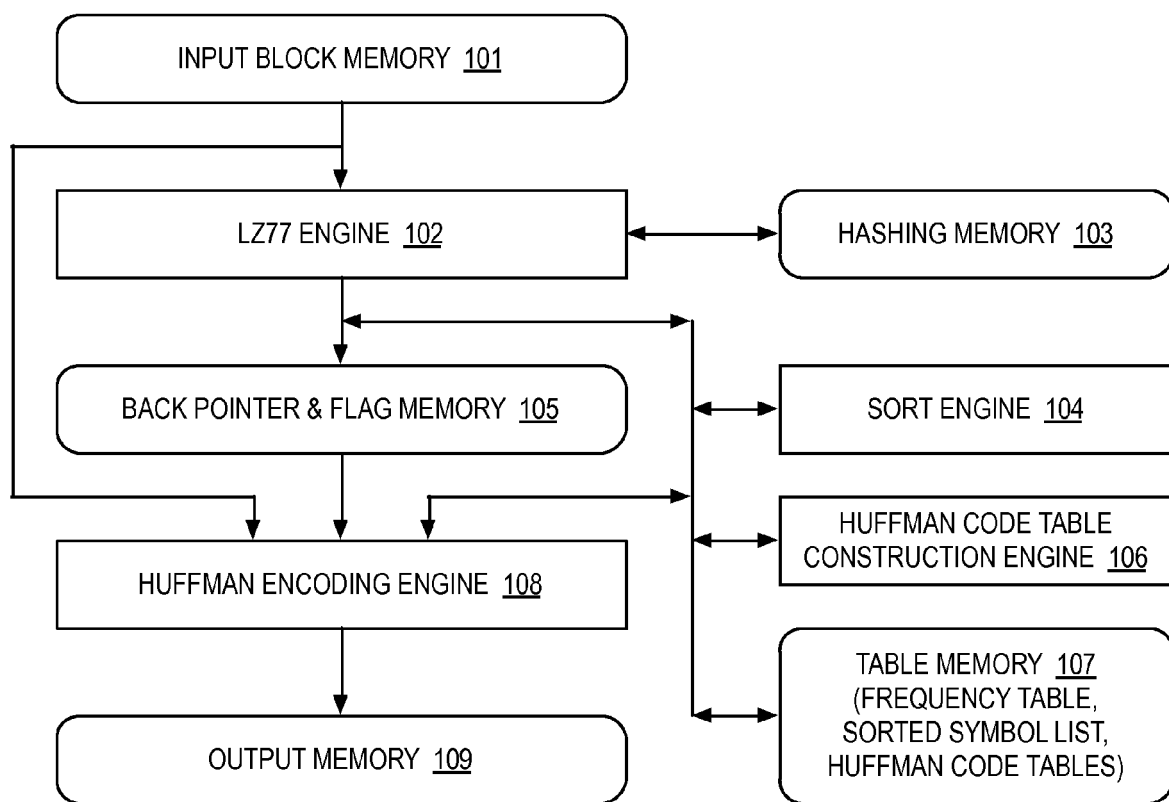 INPUT BLOCK MEMORY 101
LZ77 ENGINE 102
HASHING MEMORY 103
BACK POINTER & FLAG MEMORY 105
SORT ENGINE 104
HUFFMAN CODE TABLE
CONSTRUCTION ENGINE 106
HUFFMAN ENCODING ENGINE 108
TABLE MEMORY 107
(FREQUENCY TABLE,
SORTED SYMBOL LIST,
HUFFMAN CODE TABLES)
OUTPUT MEMORY 109